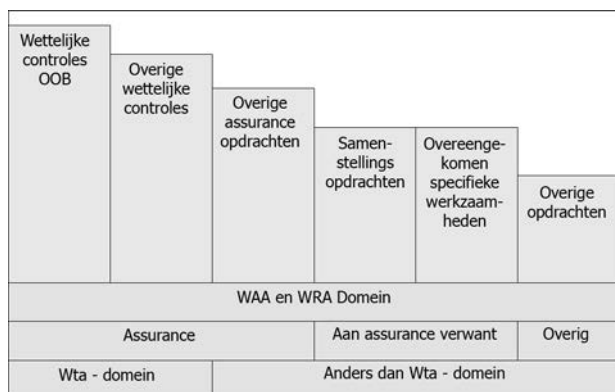 Wettelijke
controles
OOB
Overige
wettelijke
controles
Overige
assurance
opdrachten
Samen-
stellings
opdrachten
Overeenge-
komen
specifieke
werkzaam-
heden
Overige
opdrachten
WAA en WRA Domein
Assurance
Aan assurance verwant
Overig
Wta - domein
Anders dan Wta - domein